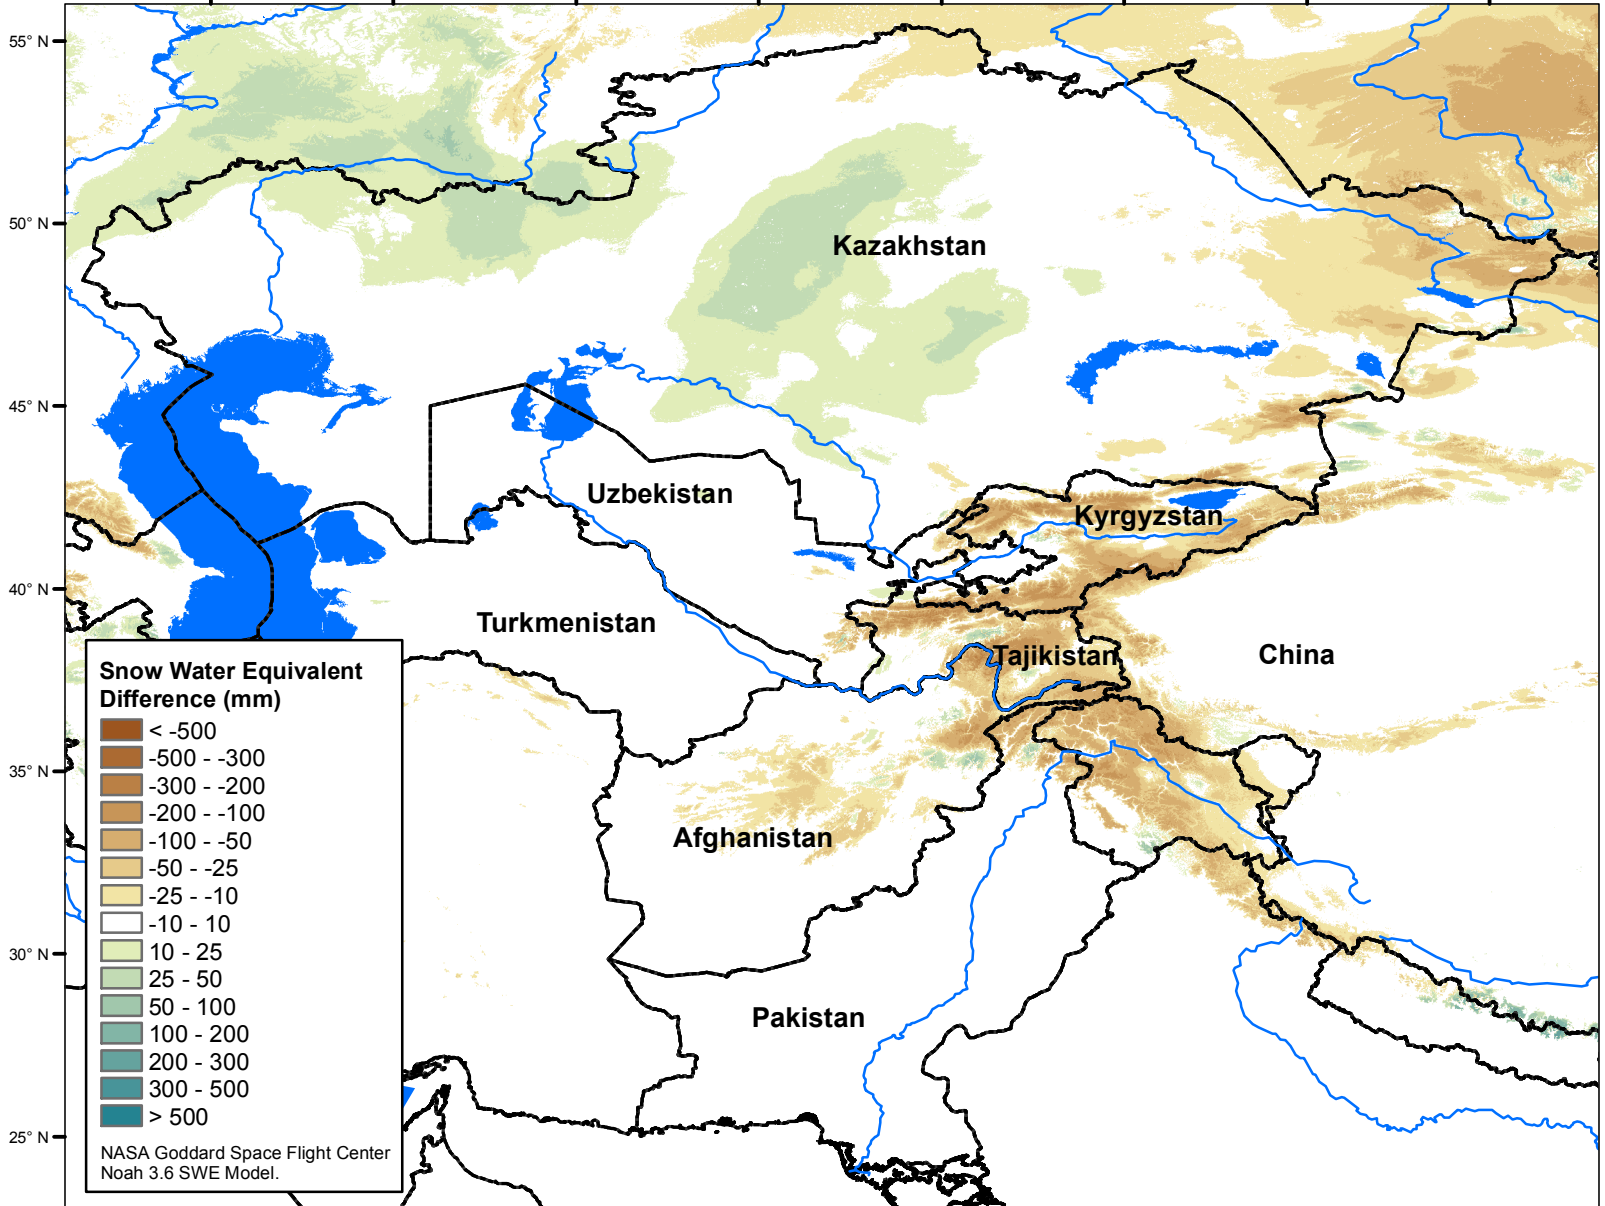 55° N
50° N
45° N
40° N
35° N
30° N
25° N
Kazakhstan
Uzbekistan
Kyrgyzstan
Turkmenistan
Tajikistan
China
Afghanistan
Pakistan
Snow Water Equivalent
Difference (mm)
< -500
-500 - -300
-300 - -200
-200 - -100
-100 - -50
-50 - -25
-25 - -10
-10 - 10
10 - 25
25 - 50
50 - 100
100 - 200
200 - 300
300 - 500
> 500
NASA Goddard Space Flight Center
Noah 3.6 SWE Model.